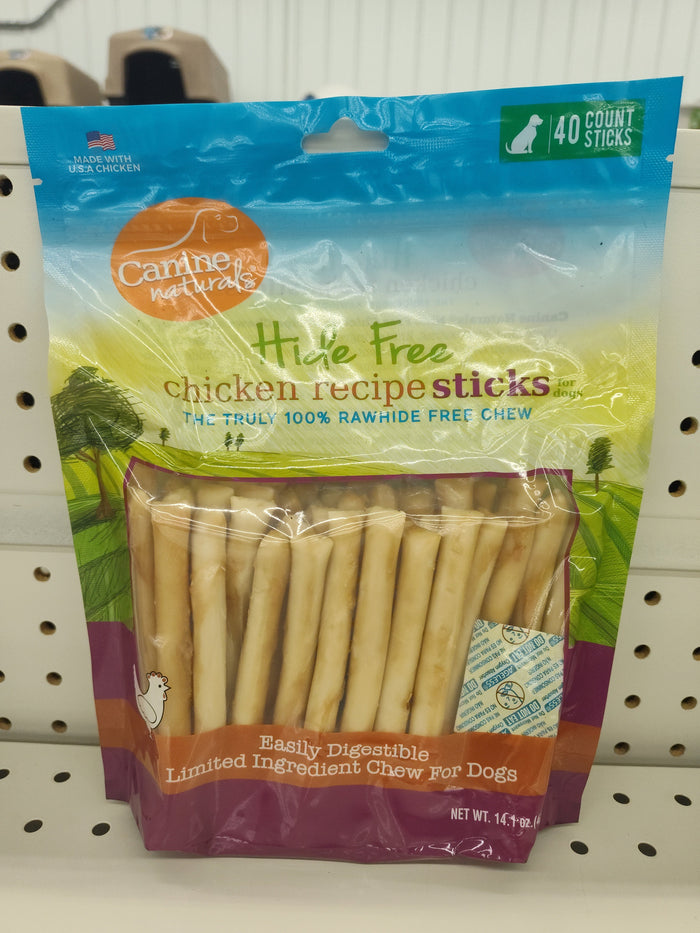 MADE WITH
U.S.A CHICKEN
40 COUNT
STICKS
Canine
naturals
Hide Free
chicken recipe sticks for dogs
THE TRULY 100% RAWHIDE FREE CHEW
DO NOT EAT
Easily Digestible
Limited Ingredient Chew For Dogs
NET WT. 14.1 OZ.